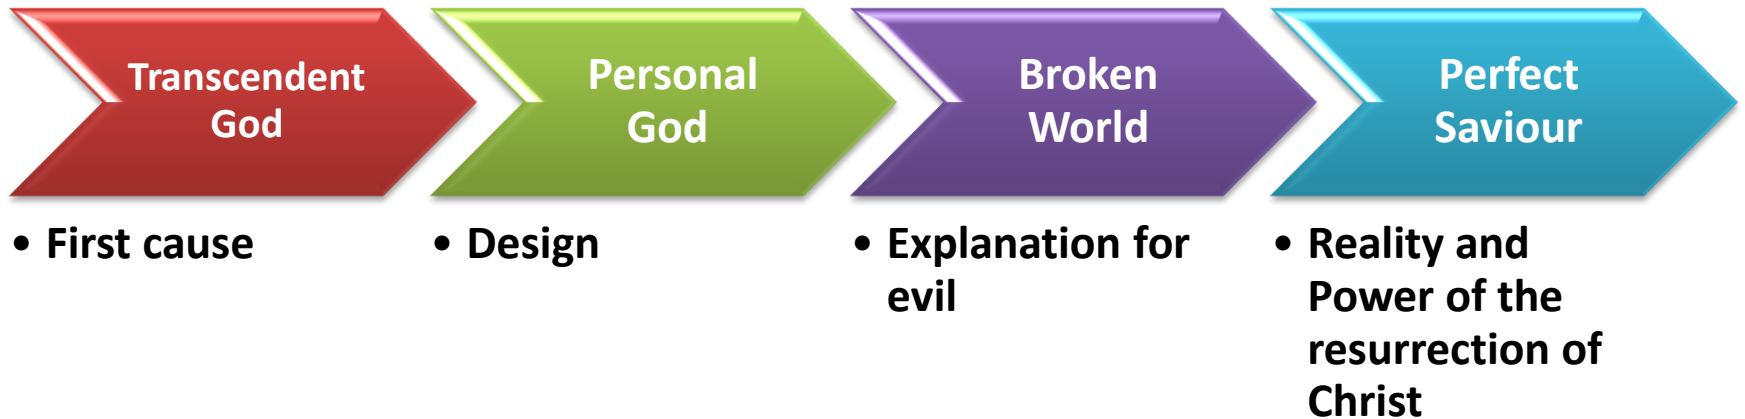 Transcendent
God
• First cause
Personal
God
• Design
Broken
World
• Explanation for
evil
Perfect
Saviour
• Reality and
Power of the
resurrection of
Christ